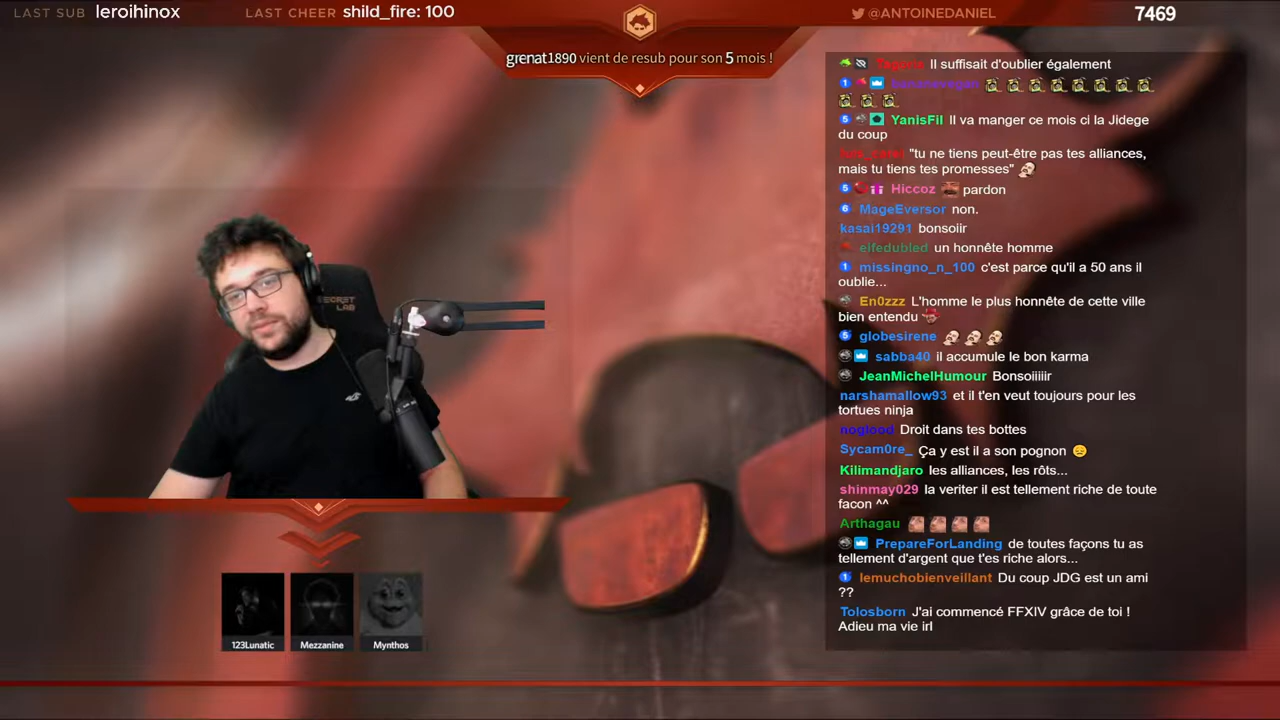 LAST SUB leroihinox LAST CHEER shild_fire: 100 @ANTOINEDANIEL 7469
grenat1890 vient de resub pour son 5 mois !
Il suffisait d'oublier également
bananavegan
YanisFil Il va manger ce mois ci la Jidege
du coup
"tu ne tiens peut-être pas tes alliances,
mais tu tiens tes promesses"
Hiccoz pardon
MageEversor non.
kasai19291 bonsoiir
elfedubled un honnête homme
missingno_n_100 c'est parce qu'il a 50 ans il
oublie...
En0zzz L'homme le plus honnête de cette ville
bien entendu
globesirene
sabba40 il accumule le bon karma
JeanMichelHumour Bonsoiiiiir
narshamallow93 et il t'en veut toujours pour les
tortues ninja
noglood Droit dans tes bottes
Sycam0re_ Ça y est il a son pognon
Kilimandjaro les alliances, les rôts...
shinmay029 la veriter il est tellement riche de toute
facon ^^
Arthagau
PrepareForLanding de toutes façons tu as
tellement d'argent que t'es riche alors...
lemuchobienveillant Du coup JDG est un ami
??
Tolosborn J'ai commencé FFXIV grâce de toi !
Adieu ma vie irl
SECRET
LAB
123Lunatic Mezzanine Mynthos